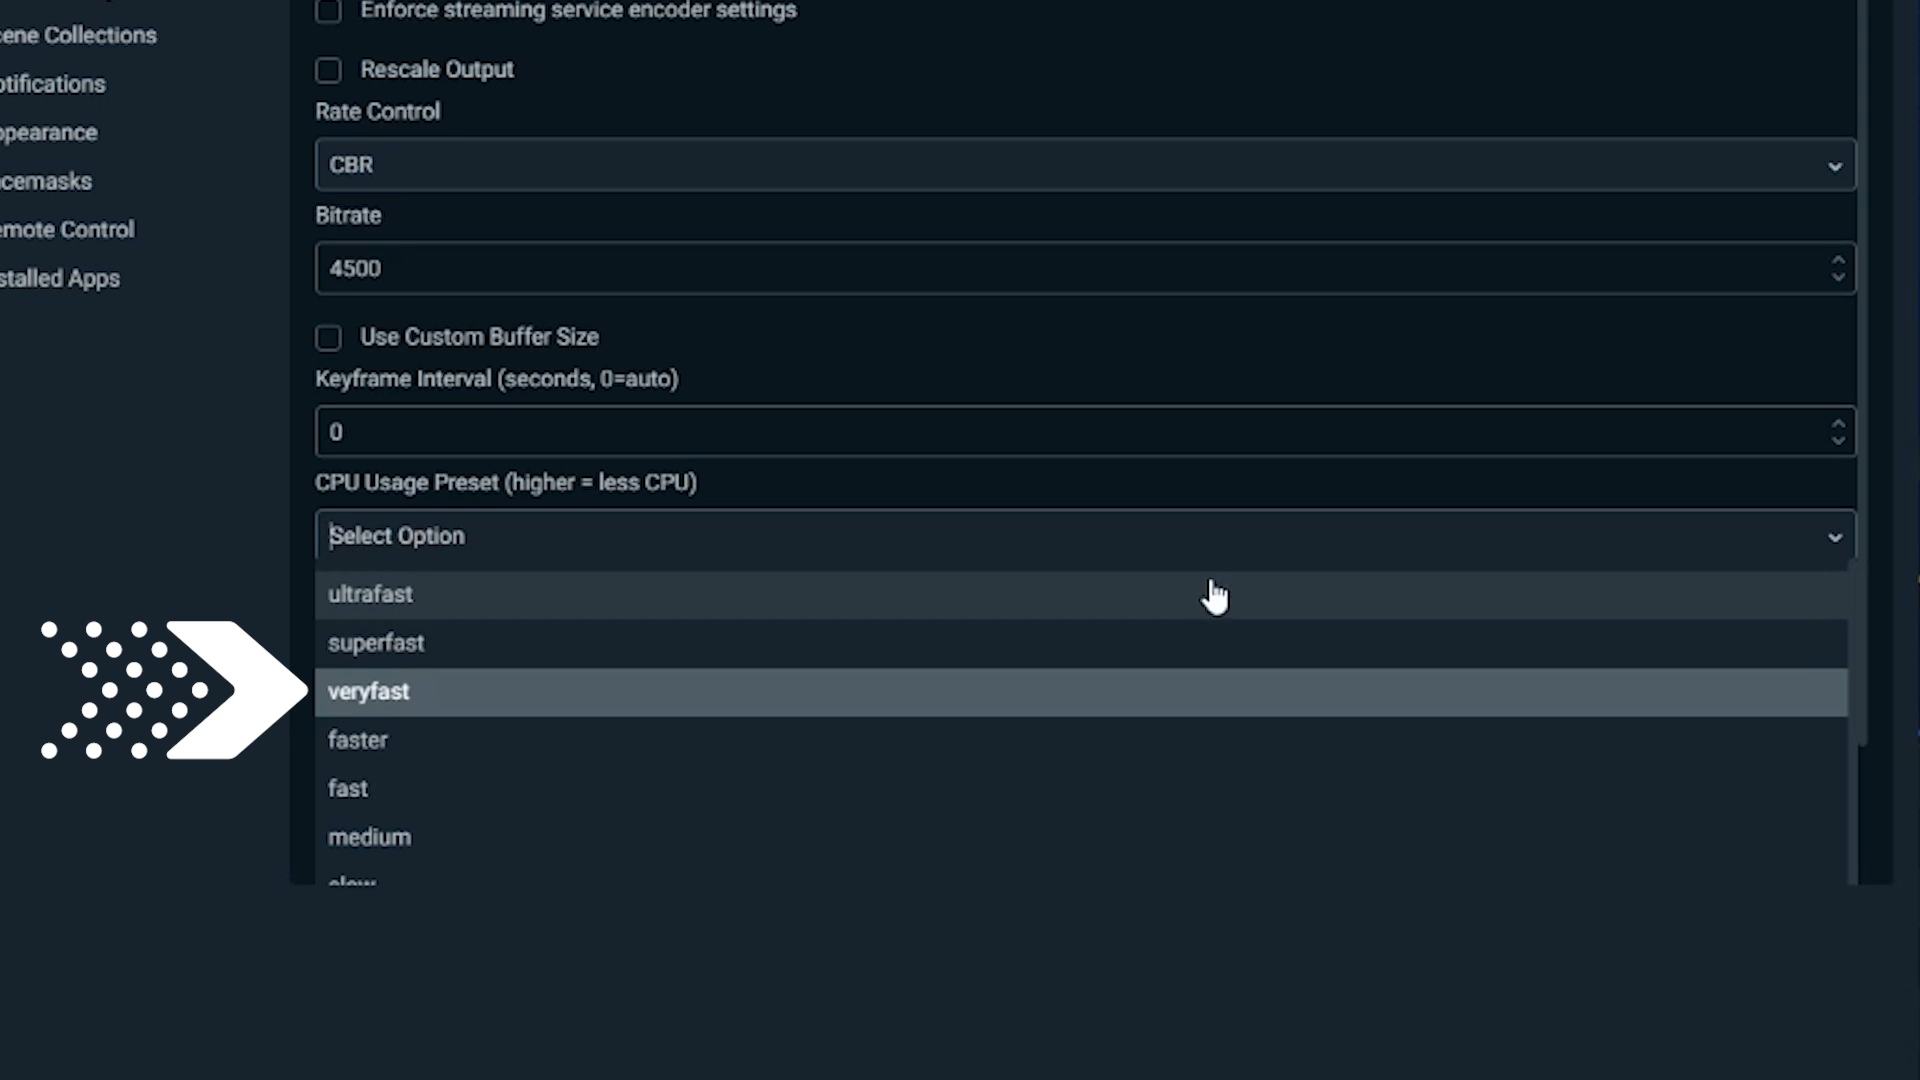 Enforce streaming service encoder settings
ene Collections
Rescale Output
otifications
Rate Control
ppearance
CBR
cemasks
Bitrate
emote Control
4500
stalled Apps
Use Custom Buffer Size
Keyframe Interval (seconds, 0=auto)
0
CPU Usage Preset (higher = less CPU)
Select Option
ultrafast
superfast
veryfast
faster
fast
medium
slow